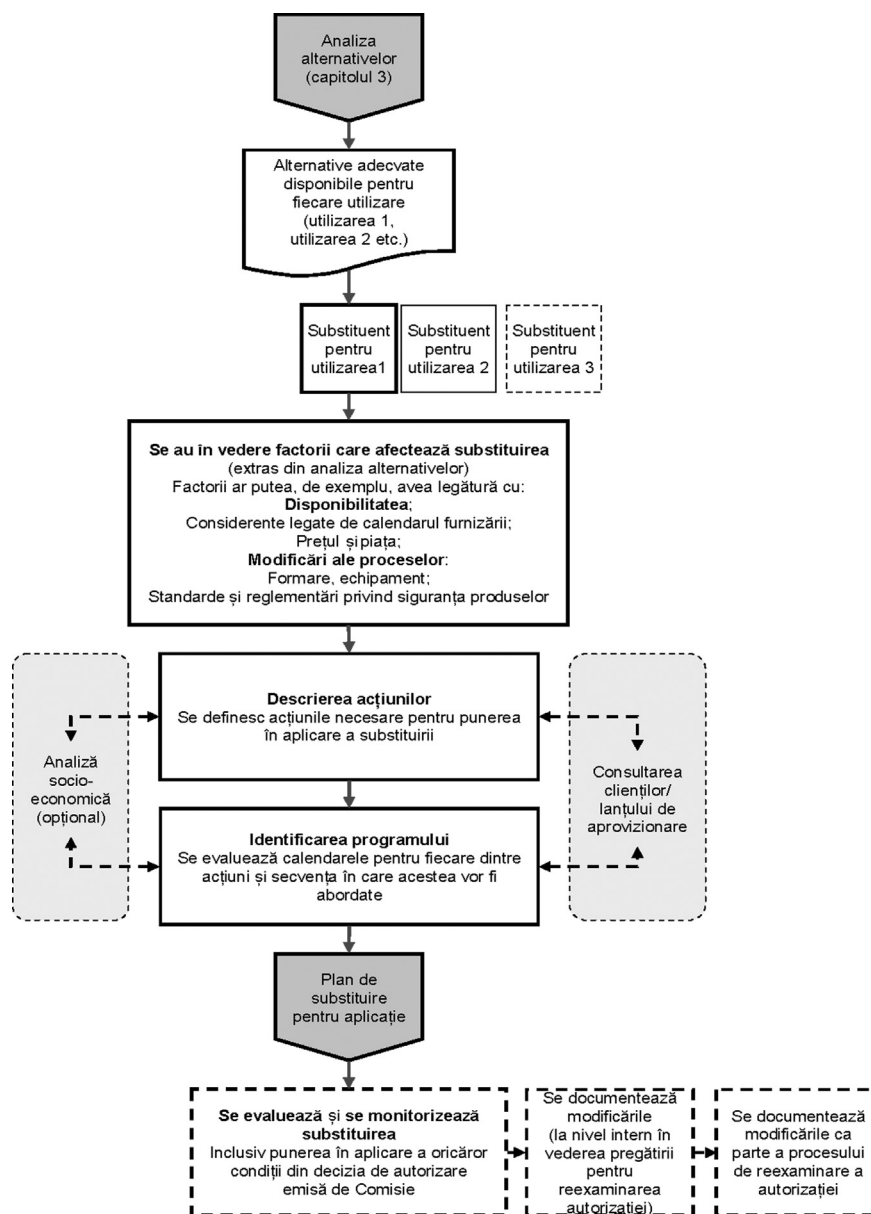 Analiza
alternativelor
(capitolul 3)
Alternative adecvate
disponibile pentru
fiecare utilizare
(utilizarea 1,
utilizarea 2 etc.)
Substituent
pentru
utilizarea1
Substituent
pentru
utilizarea 2
Substituent
pentru
utilizarea 3
Se au în vedere factorii care afectează substituirea
(extras din analiza alternativelor)
Factorii ar putea, de exemplu, avea legătură cu:
Disponibilitatea;
Considerente legate de calendarul furnizării;
Prețul șipiața;
Modificări ale proceselor:
Formare, echipament;
Standarde și reglementări privind siguranța produselor
Descrierea acțiunilor
Se definesc acțiunile necesare pentru punerea
în aplicare a substituirii
Analiză
socio-
economică
(opțional)
Consultarea
clienților/
lanțului de
aprovizionare
Identificarea programului
Se evaluează calendarele pentru fiecare dintre
acțiuni și secvența în care acestea vor fi
abordate
Plan de
substituire
pentru aplicație
Se evaluează și se monitorizează
substituirea
Inclusiv punerea în aplicare a oricăror
condiții din decizia de autorizare
emisă de Comisie
Se documentează
modificările
(la nivel intern în
vederea pregătirii
pentru
reexaminarea
autorizației)
Se documentează
modificările ca
parte a procesului
de reexaminare a
autorizației